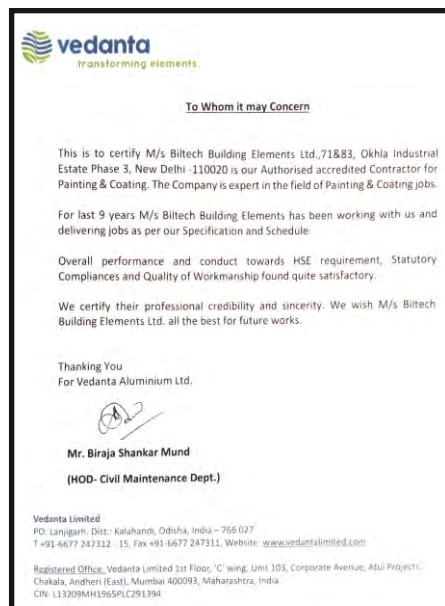 vedanta
transforming elements
To Whom it may Concern
This is to certify M/s Biltech Building Elements Ltd.,71&83, Okhla Industrial
Estate Phase 3, New Delhi -110020 is our Authorised accredited Contractor for
Painting & Coating. The Company is expert in the field of Painting & Coating jobs.
For last 9 years M/s Biltech Building Elements has been working with us and
delivering jobs as per our Specification and Schedule
Overall performance and conduct towards HSE requirement, Statutory
Compliances and Quality of Workmanship found quite satisfactory.
We certify their professional credibility and sincerity. We wish M/s Biltech
Building Elements Ltd. all the best for future works.
Thanking You
For Vedanta Aluminium Ltd.
Mr. Biraja Shankar Mund
(HOD- Civil Maintenance Dept.)
Vedanta Limited
PO: Lanjigarh, Dist.: Kalahandi, Odisha, India – 766 027
T +91-6677 247312 - 15, Fax +91-6677 247311, Website: www.vedantalimited.com
Registered Office: Vedanta Limited 1st Floor, 'C' wing, Unit 103, Corporate Avenue, Atul Projects,
Chakala, Andheri (East), Mumbai 400093, Maharashtra, India.
CIN: L13209MH1965PLC291394